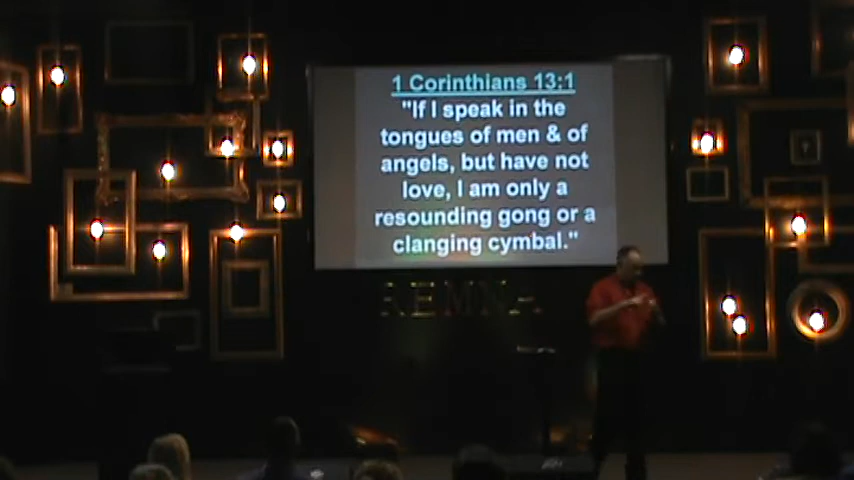 1 Corinthians 13:1
"If I speak in the
tongues of men & of
angels, but have not
love, I am only a
resounding gong or a
clanging cymbal."